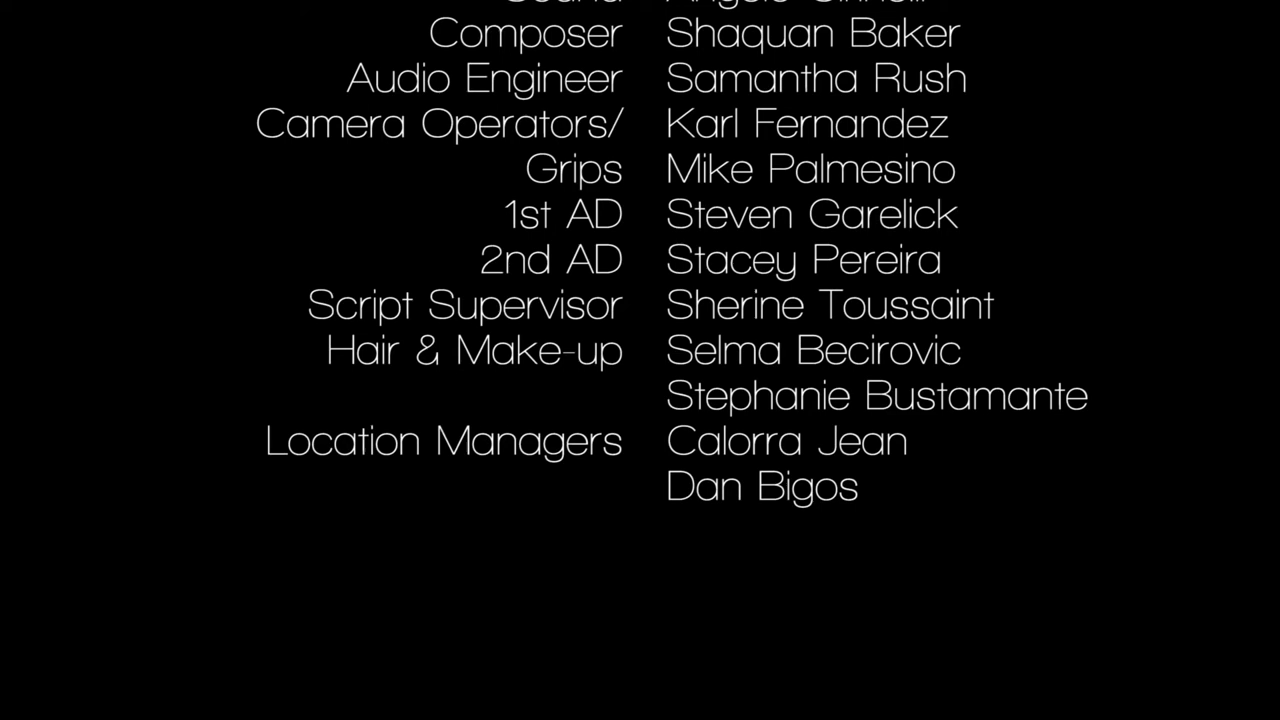 Composer Shaquan Baker
Audio Engineer Samantha Rush
Camera Operators/ Karl Fernandez
Grips Mike Palmesino
1st AD Steven Garelick
2nd AD Stacey Pereira
Script Supervisor Sherine Toussaint
Hair & Make-up Selma Becirovic
Stephanie Bustamante
Location Managers Calorra Jean
Dan Bigos